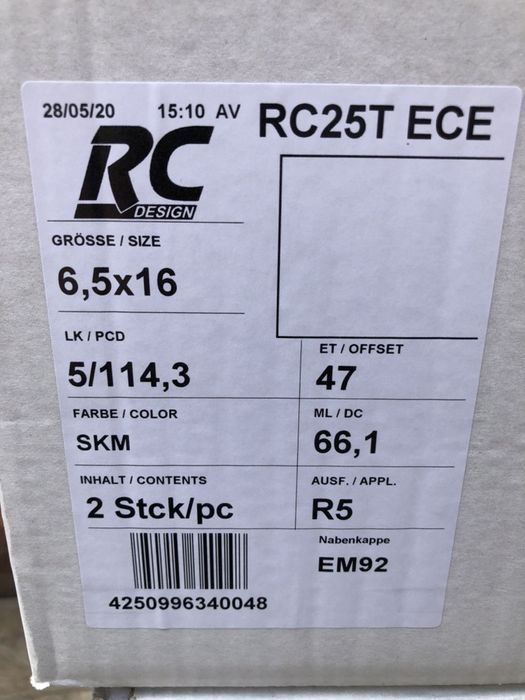 28/05/20 15:10 AV RC25T ECE
RC
DESIGN
GRÖSSE / SIZE
6,5x16
LK / PCD
5/114,3
ET / OFFSET
47
FARBE / COLOR
SKM
ML / DC
66,1
INHALT / CONTENTS
2 Stck/pc
AUSF. / APPL.
R5
Nabenkappe
EM92
4250996340048